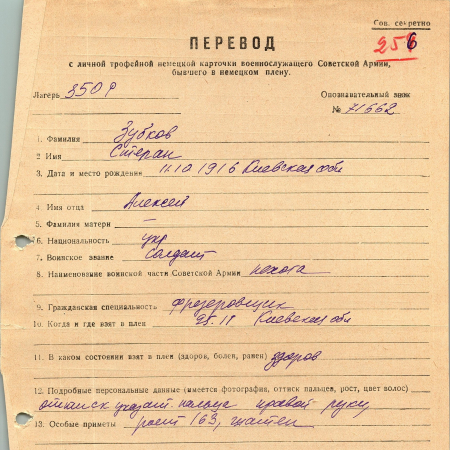 Сов. секретно
256
ПЕРЕВОД
с личной трофейной немецкой карточки военнослужащего Советской Армии,
бывшего в немецком плену.
Лагерь 350 Р
Опознавательный знак
№ 71662
1. Фамилия Зубков
2 Имя Степан
3. Дата и место рождения 11.10 1916 Киевская обл
4. Имя отца Алексей
5. Фамилия матери —
6. Национальность укр
7. Воинское звание солдат
8. Наименование воинской части Советской Армии пехота
9. Гражданская специальность фрезеровщик
10. Когда и где взят в плен Киевская обл
11. В каком состоянии взят в плен (здоров, болен, ранен) здоров
12. Подробные персональные данные (имеется фотография, оттиск пальцев, рост, цвет волос)
оттиск указат. пальца правой руки,
13. Особые приметы рост 163, шатен